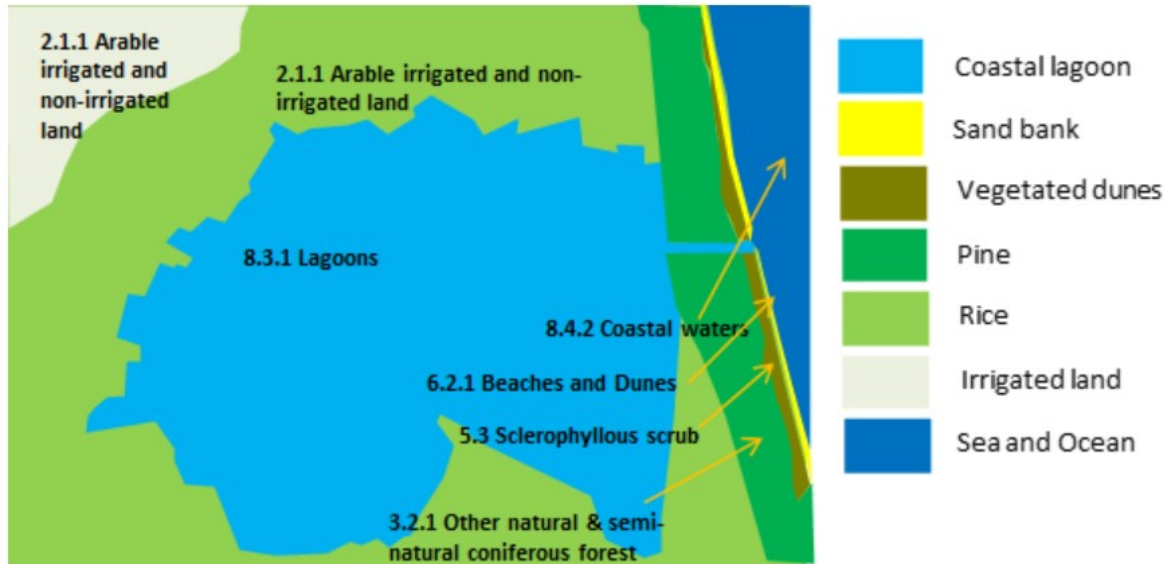 2.1.1 Arable
irrigated and
non-irrigated
land
2.1.1 Arable irrigated and non-
irrigated land
8.3.1 Lagoons
8.4.2 Coastal waters
6.2.1 Beaches and Dunes
5.3 Sclerophyllous scrub
3.2.1 Other natural & semi-
natural coniferous forest
Coastal lagoon
Sand bank
Vegetated dunes
Pine
Rice
Irrigated land
Sea and Ocean